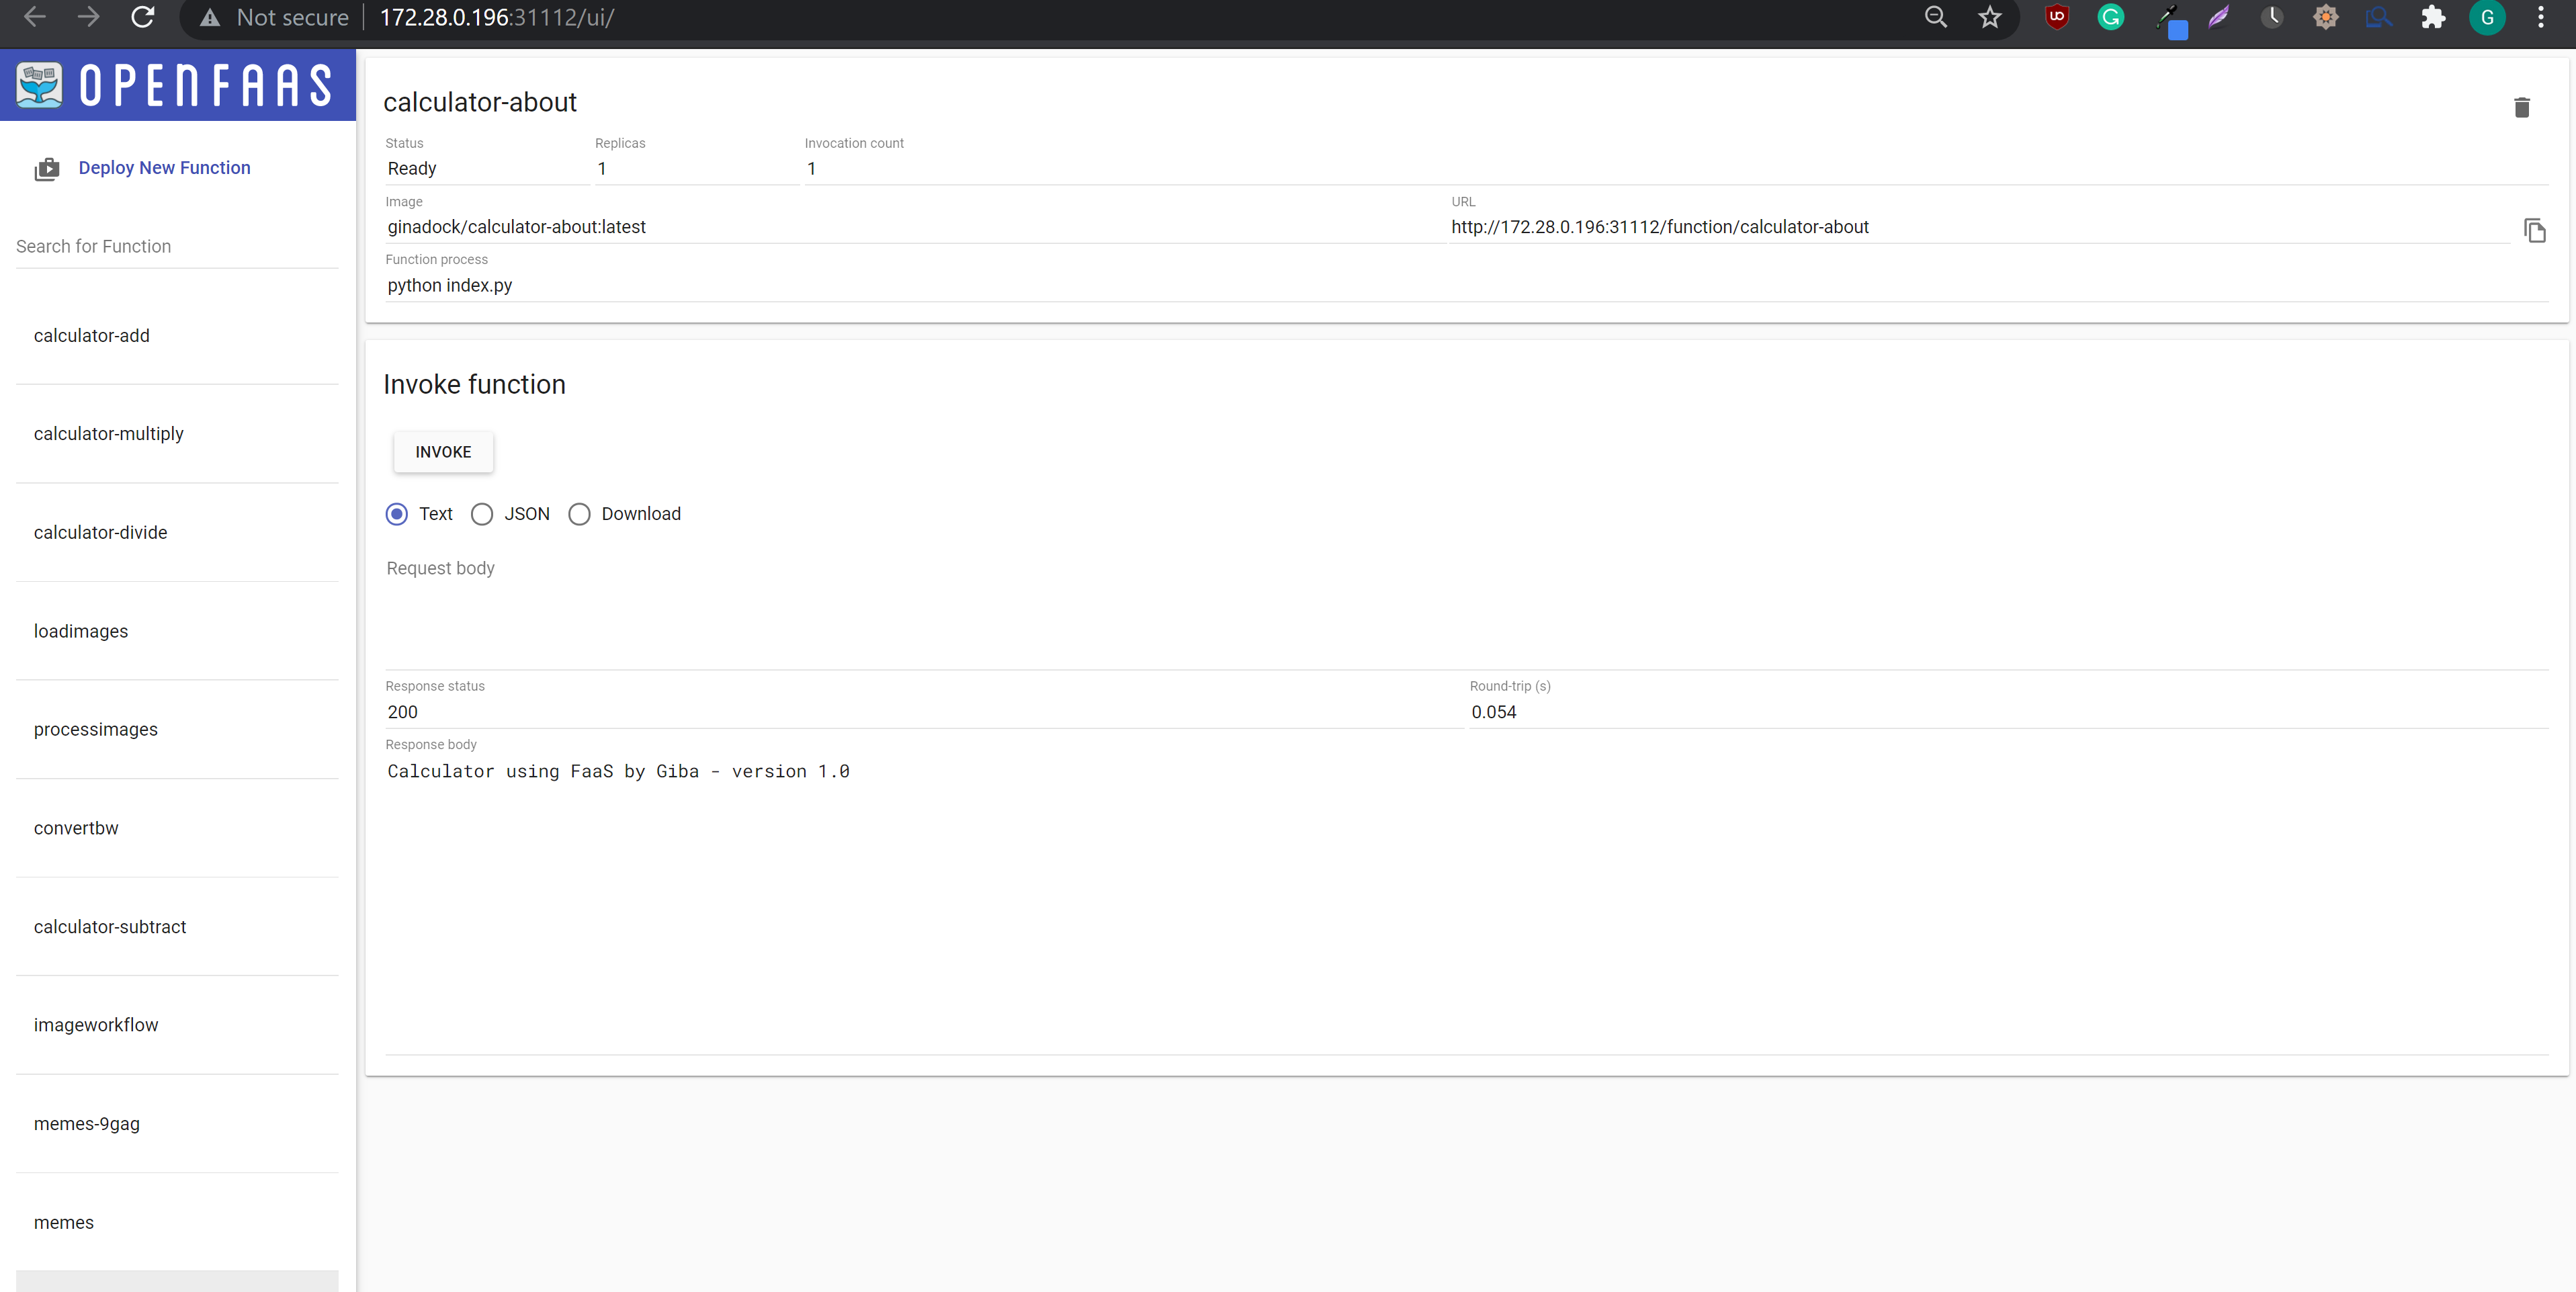 Not secure | 172.28.0.196:31112/ui/
G
OPENFAAS
Deploy New Function
Search for Function
calculator-add
calculator-multiply
calculator-divide
loadimages
processimages
convertbw
calculator-subtract
imageworkflow
memes-9gag
memes
calculator-about
Status
Replicas
Invocation count
Ready
1
1
Image
URL
ginadock/calculator-about:latest
http://172.28.0.196:31112/function/calculator-about
Function process
python index.py
Invoke function
INVOKE
Text
JSON
Download
Request body
Response status
Round-trip (s)
200
0.054
Response body
Calculator using FaaS by Giba - version 1.0